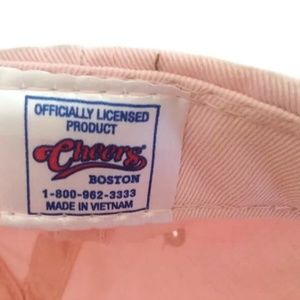 OFFICIALLY LICENSED
PRODUCT
Cheers
BOSTON
1-800-962-3333
MADE IN VIETNAM